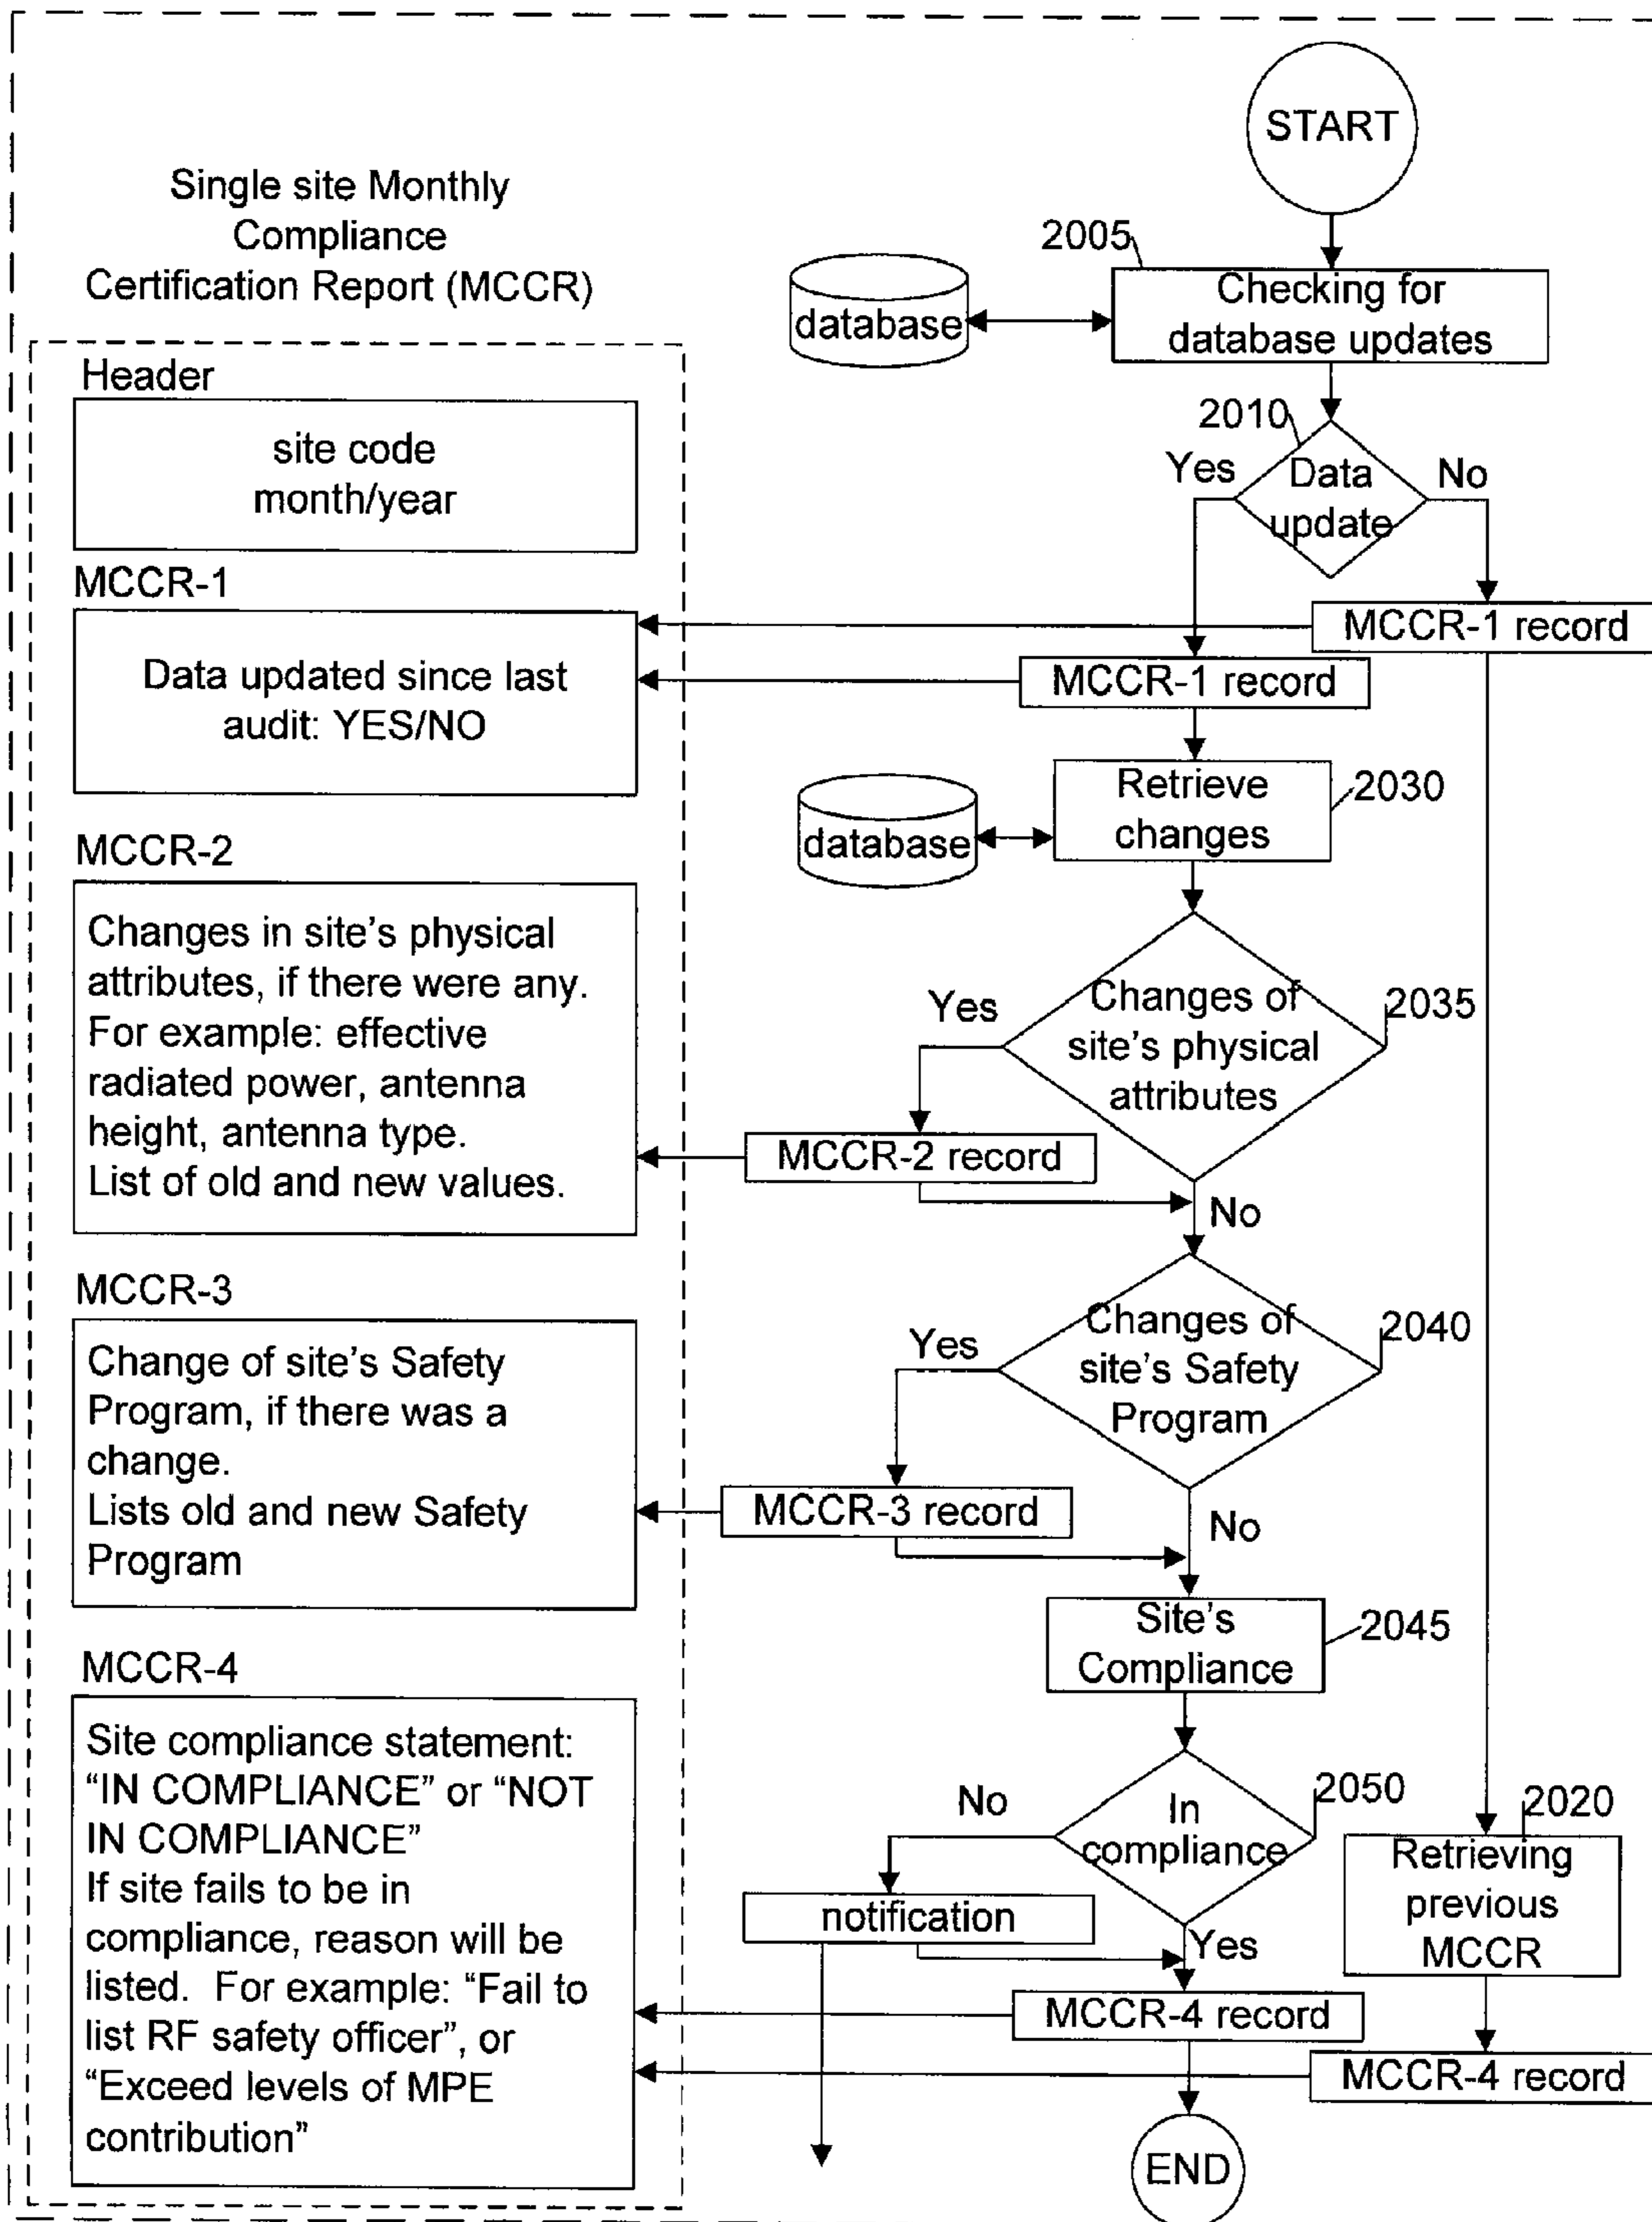 Single site Monthly
Compliance
Certification Report (MCCR)
Header
site code
month/year
MCCR-1
Data updated since last
audit: YES/NO
MCCR-2
Changes in site's physical
attributes, if there were any.
For example: effective
radiated power, antenna
height, antenna type.
List of old and new values.
MCCR-3
Change of site's Safety
Program, if there was a
change.
Lists old and new Safety
Program
MCCR-4
Site compliance statement:
“IN COMPLIANCE” or “NOT
IN COMPLIANCE”
If site fails to be in
compliance, reason will be
listed. For example: “Fail to
list RF safety officer”, or
“Exceed levels of MPE
contribution”
START
2005
database
Checking for
database updates
2010
Yes
Data
update
No
MCCR-1 record
MCCR-1 record
Retrieve
changes
2030
database
Yes
Changes of
site's physical
attributes
2035
MCCR-2 record
No
Yes
Changes of
site's Safety
Program
2040
MCCR-3 record
No
Site's
Compliance
2045
No
In
compliance
2050
2020
Retrieving
previous
MCCR
notification
Yes
MCCR-4 record
MCCR-4 record
END